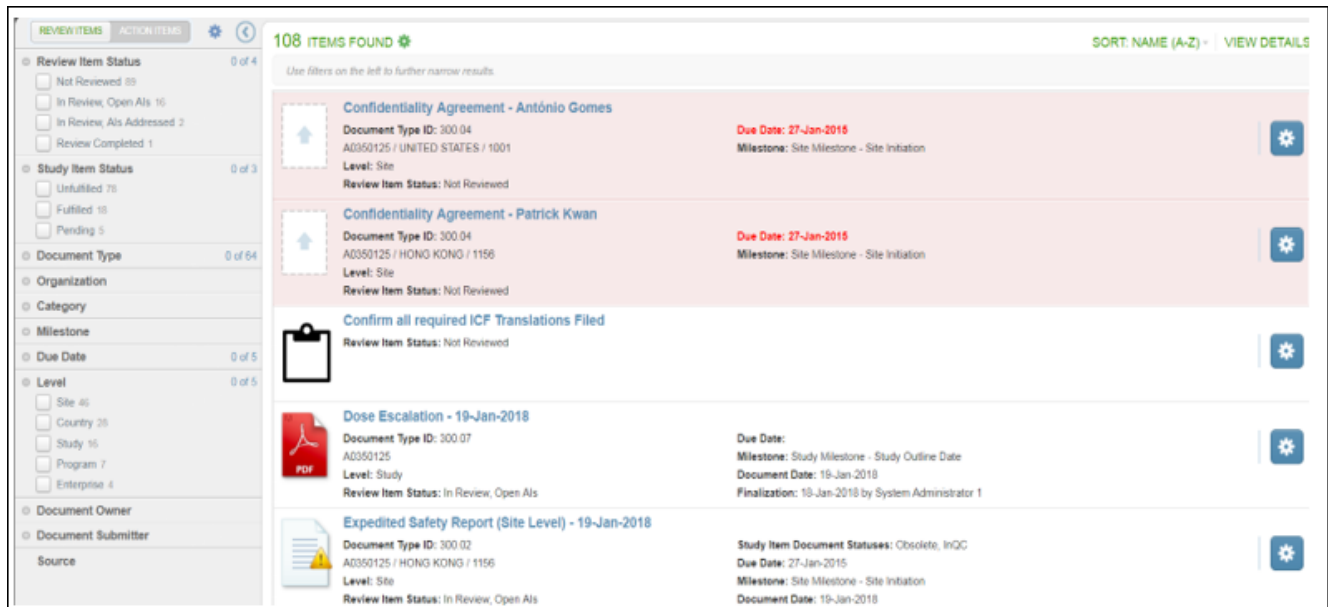 REVIEW ITEMS ACTION ITEMS
Review Item Status 0 of 4
Not Reviewed 89
In Review, Open AIs 16
In Review, AIs Addressed 2
Review Completed 1
Study Item Status 0 of 3
Unfulfilled 78
Fulfilled 18
Pending 5
Document Type 0 of 64
Organization
Category
Milestone
Due Date 0 of 5
Level 0 of 5
Site 46
Country 28
Study 16
Program 7
Enterprise 4
Document Owner
Document Submitter
Source
108 ITEMS FOUND
SORT: NAME (A-Z) VIEW DETAILS
Use filters on the left to further narrow results.
Confidentiality Agreement - António Gomes
Document Type ID: 300.04
A0350125 / UNITED STATES / 1001
Level: Site
Review Item Status: Not Reviewed
Due Date: 27-Jan-2015
Milestone: Site Milestone - Site Initiation
Confidentiality Agreement - Patrick Kwan
Document Type ID: 300.04
A0350125 / HONG KONG / 1156
Level: Site
Review Item Status: Not Reviewed
Due Date: 27-Jan-2015
Milestone: Site Milestone - Site Initiation
Confirm all required ICF Translations Filed
Review Item Status: Not Reviewed
PDF
Dose Escalation - 19-Jan-2018
Document Type ID: 300.07
A0350125
Level: Study
Review Item Status: In Review, Open AIs
Due Date:
Milestone: Study Milestone - Study Outline Date
Document Date: 19-Jan-2018
Finalization: 18-Jan-2018 by System Administrator 1
Expedited Safety Report (Site Level) - 19-Jan-2018
Document Type ID: 300.02
A0350125 / HONG KONG / 1156
Level: Site
Review Item Status: In Review, Open AIs
Study Item Document Statuses: Obsolete, InQC
Due Date: 27-Jan-2015
Milestone: Site Milestone - Site Initiation
Document Date: 19-Jan-2018